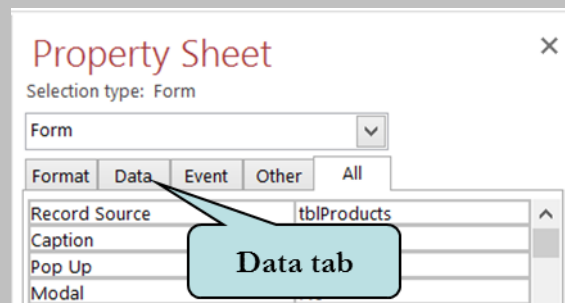 Property Sheet
Selection type: Form
Form
Format Data Event Other All
Record Source tblProducts
Caption
Pop Up
Data tab
Modal